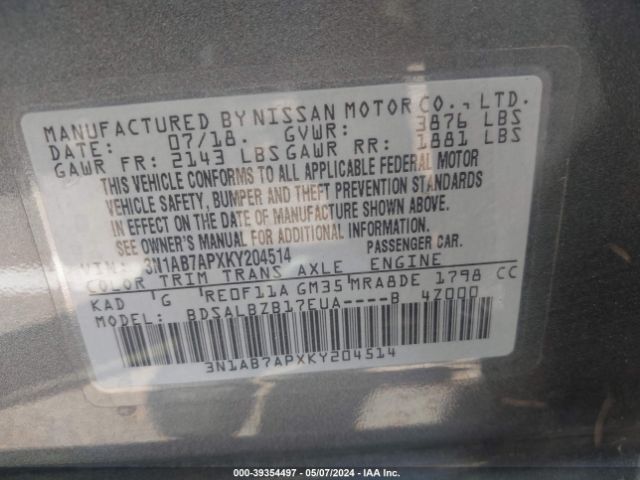 MANUFACTURED BY NISSAN MOTOR CO., LTD.
DATE: 07/18. GVWR: 3876 LBS
GAWR FR: 2143 LBS GAWR RR: 1881 LBS
THIS VEHICLE CONFORMS TO ALL APPLICABLE FEDERAL MOTOR
VEHICLE SAFETY, BUMPER AND THEFT PREVENTION STANDARDS
IN EFFECT ON THE DATE OF MANUFACTURE SHOWN ABOVE.
SEE OWNER'S MANUAL FOR ADDITIONAL INFORMATION.
VIN: 3N1AB7APXKY204514 PASSENGER CAR.
COLOR TRIM TRANS AXLE ENGINE
KAD G RE0F11A GM35 MRA8DE 1798 CC
MODEL: BDSALBZB17EUA----B 4Z000
3N1AB7APXKY204514
000-39354497 - 05/07/2024 - IAA Inc.